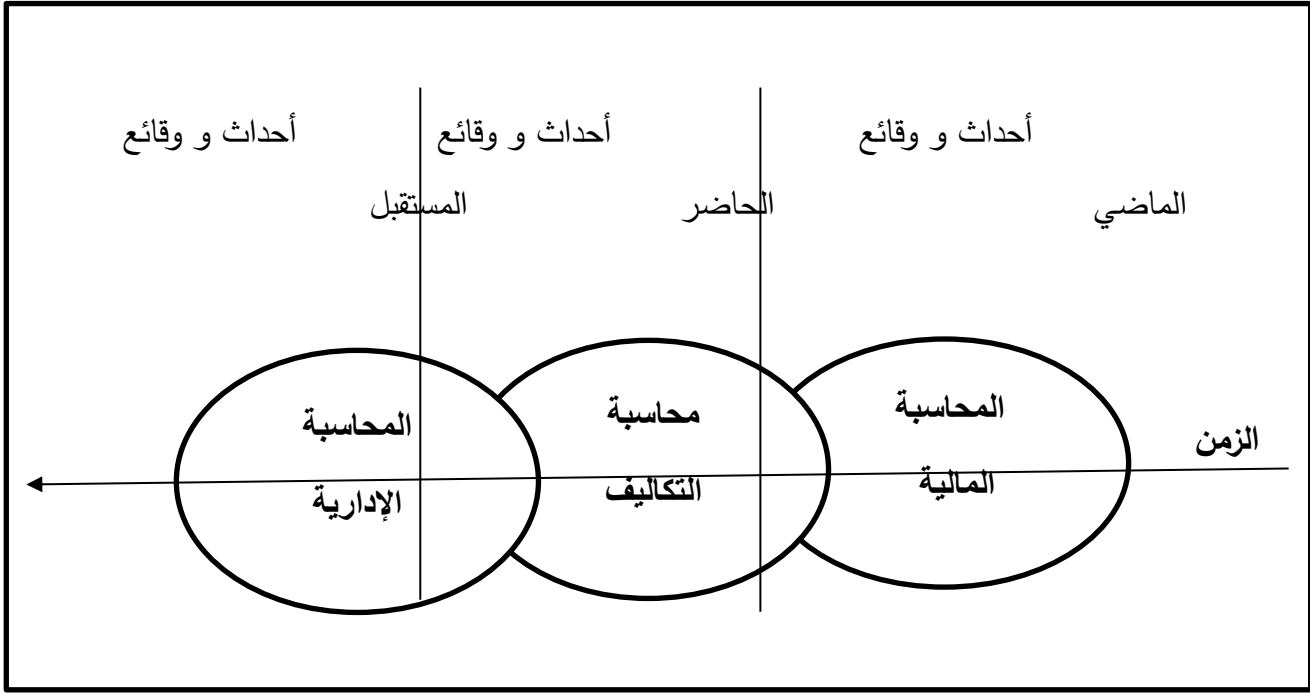 أحداث و وقائع
أحداث و وقائع
أحداث و وقائع
الماضي
الحاضر
المستقبل
الزمن
المحاسبة
المالية
محاسبة
التكاليف
المحاسبة
الإدارية